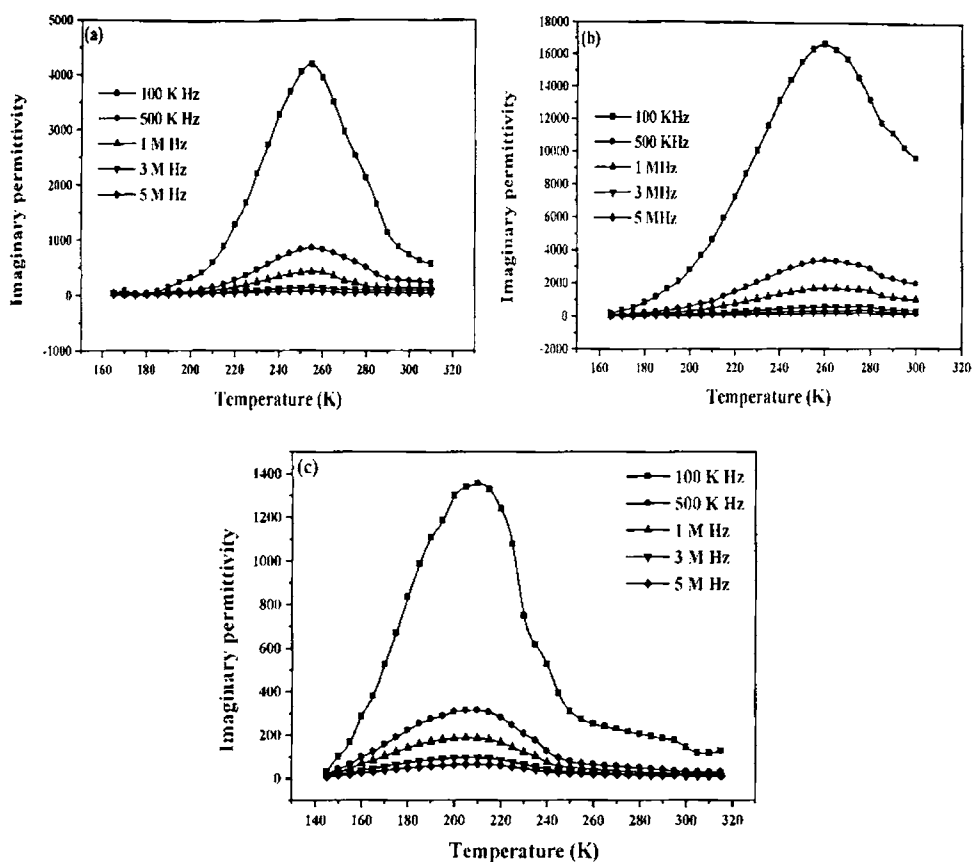 (a)
5000
4000
3000
2000
1000
0
-1000
Imaginary permittivity
100 K Hz
500 K Hz
1 M Hz
3 M Hz
5 M Hz
160 180 200 220 240 260 280 300 320
Temperature (K)
(b)
18000
16000
14000
12000
10000
8000
6000
4000
2000
0
-2000
Imaginary permittivity
100 KHz
500 KHz
1 MHz
3 MHz
5 MHz
160 180 200 220 240 260 280 300 320
Temperature (K)
(c)
1400
1200
1000
800
600
400
200
0
Imaginary permittivity
100 K Hz
500 K Hz
1 M Hz
3 M Hz
5 M Hz
140 160 180 200 220 240 260 280 300 320
Temperature (K)